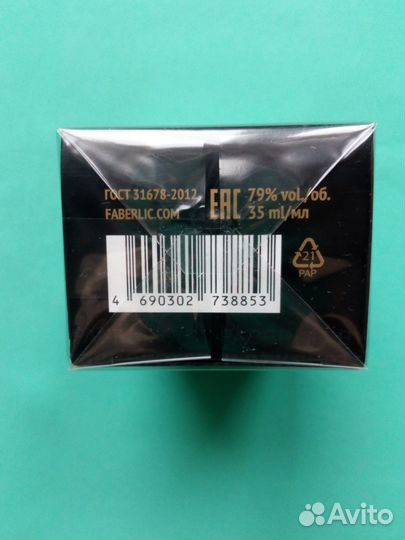 ГОСТ 31678-2012
FABERLIC.COM
EAC
79% vol./об.
35 ml/мл
4 690302 738853
21
PAP
Avito